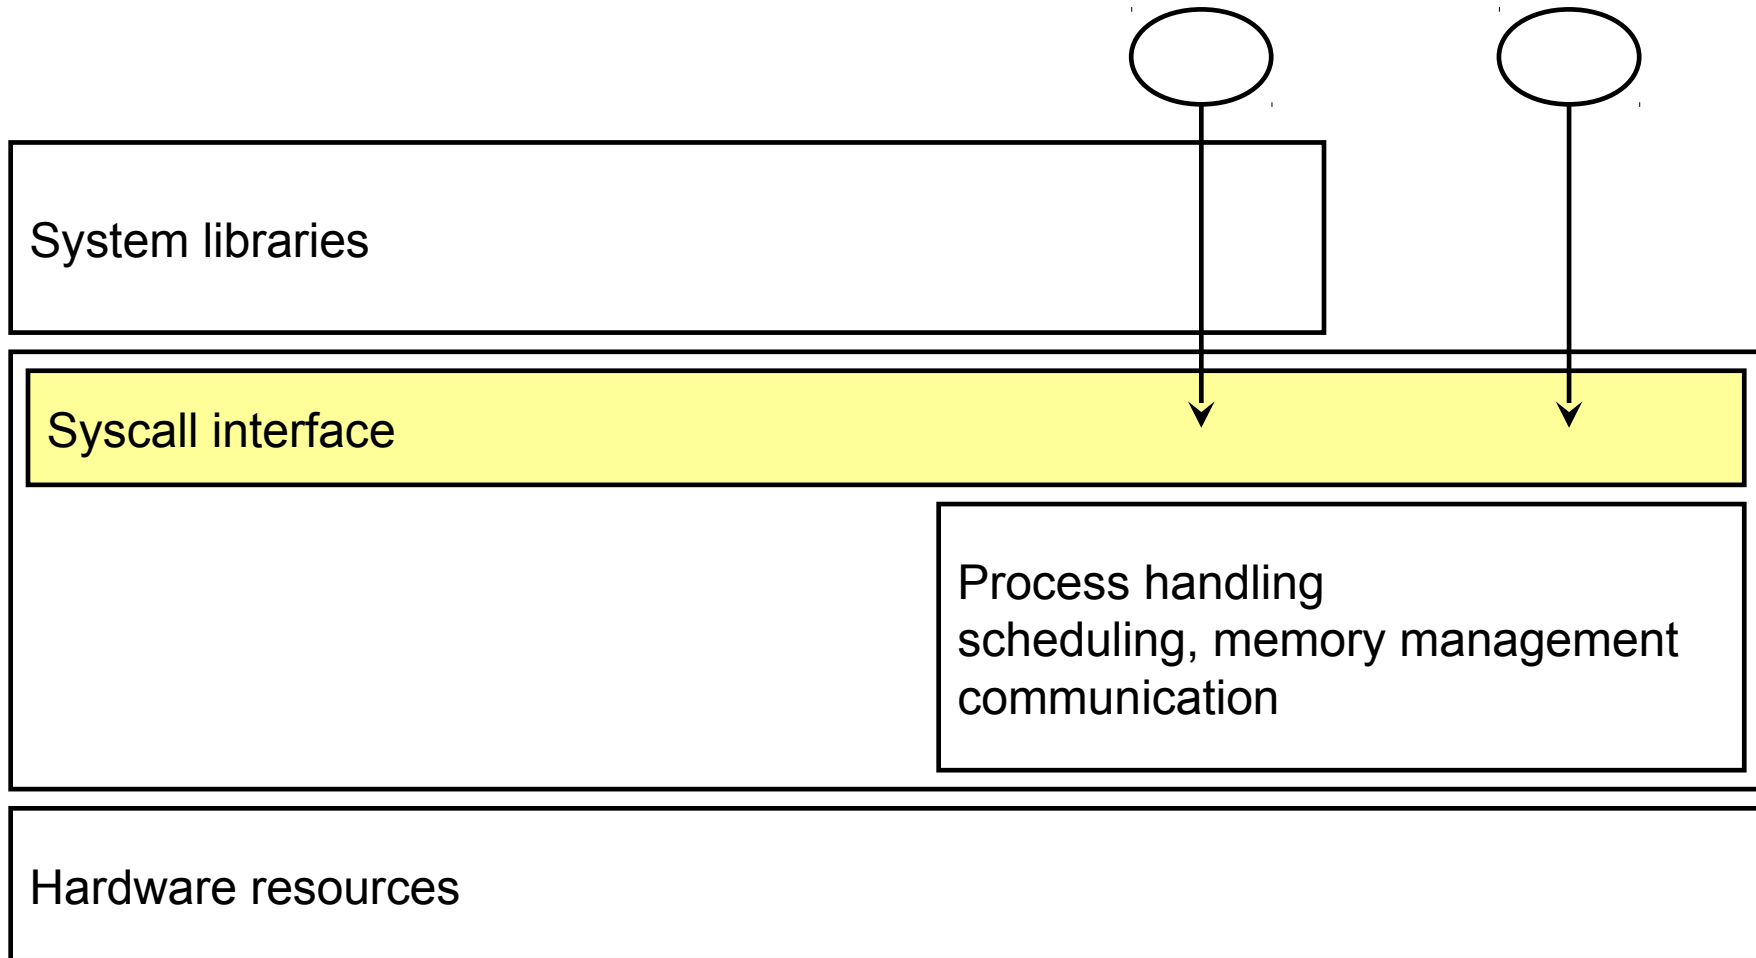 System libraries
Syscall interface
Process handling
scheduling, memory management
communication
Hardware resources